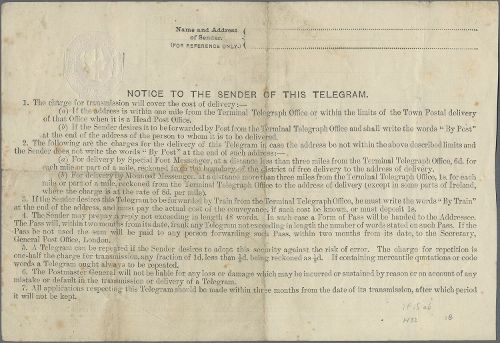 Name and Address
of Sender.
(FOR REFERENCE ONLY.)
NOTICE TO THE SENDER OF THIS TELEGRAM.
1. The charge for transmission will cover the cost of delivery:—
(a) If the address is within one mile from the Terminal Telegraph Office or within the limits of the Town Postal delivery
of that Office when it is a Head Post Office.
(b) If the Sender desires it to be forwarded by Post from the Terminal Telegraph Office and shall write the words "By Post"
at the end of the address of the person to whom it is to be delivered.
2. The following are the charges for the delivery of this Telegram in case the address be not within the above described limits and
the Sender does not write the words "By Post" at the end of such address:—
(a) For delivery by Special Foot Messenger, at a distance less than three miles from the Terminal Telegraph Office, 6d. for
each mile or part of a mile, reckoned to the boundary of the district of free delivery to the address of delivery.
(b) For delivery by Mounted Messenger, at a distance more than three miles from the Terminal Telegraph Office, 1s. for each
mile or part of a mile, reckoned from the Terminal Telegraph Office to the address of delivery (except in some parts of Ireland,
where the charge is at the rate of 8d. per mile).
3. If the Sender desires this Telegram to be forwarded by Train from the Terminal Telegraph Office, he must write the words "By Train"
at the end of the address, and must pay the actual cost of the conveyance, if such cost be known, or must deposit 1s.
4. The Sender may prepay a reply not exceeding in length 48 words. In such case a Form of Pass will be handed to the Addressee.
The Pass will, within two months from its date, frank any Telegram not exceeding in length the number of words stated on such Pass. If the
Pass be not used the sum will be paid to any person forwarding such Pass, within two months from its date, to the Secretary,
General Post Office, London.
5. A Telegram can be repeated if the Sender desires to adopt this security against the risk of error. The charge for repetition is
one-half the charge for transmission, any fraction of 1d. less than ½d. being reckoned as ½d. If containing mercantile quotations or code
words a Telegram ought always to be repeated.
6. The Postmaster General will not be liable for any loss or damage which may be incurred or sustained by reason or on account of any
mistake or default in the transmission or delivery of a Telegram.
7. All applications respecting this Telegram should be made within three months from the date of its transmission, after which period
it will not be kept.
18